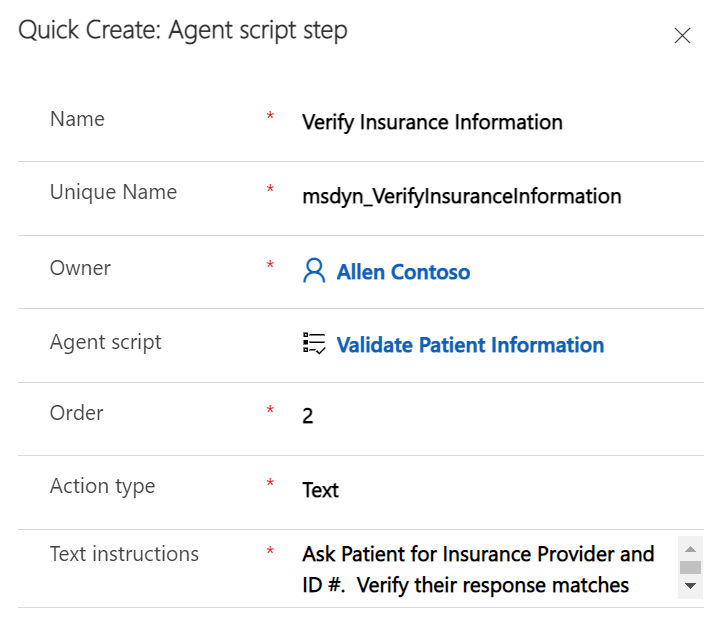 Quick Create: Agent script step
Name * Verify Insurance Information
Unique Name * msdyn_VerifyInsuranceInformation
Owner * Allen Contoso
Agent script Validate Patient Information
Order * 2
Action type * Text
Text instructions * Ask Patient for Insurance Provider and
ID #.  Verify their response matches